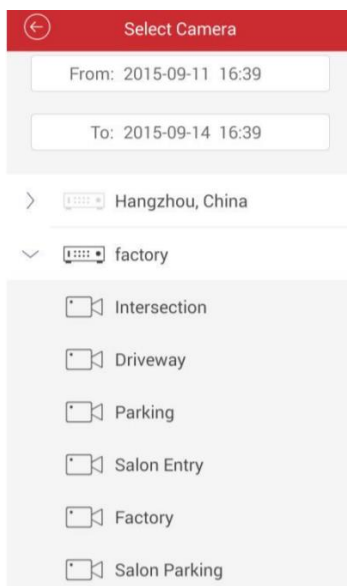 Select Camera
From: 2015-09-11 16:39
To: 2015-09-14 16:39
Hangzhou, China
factory
Intersection
Driveway
Parking
Salon Entry
Factory
Salon Parking